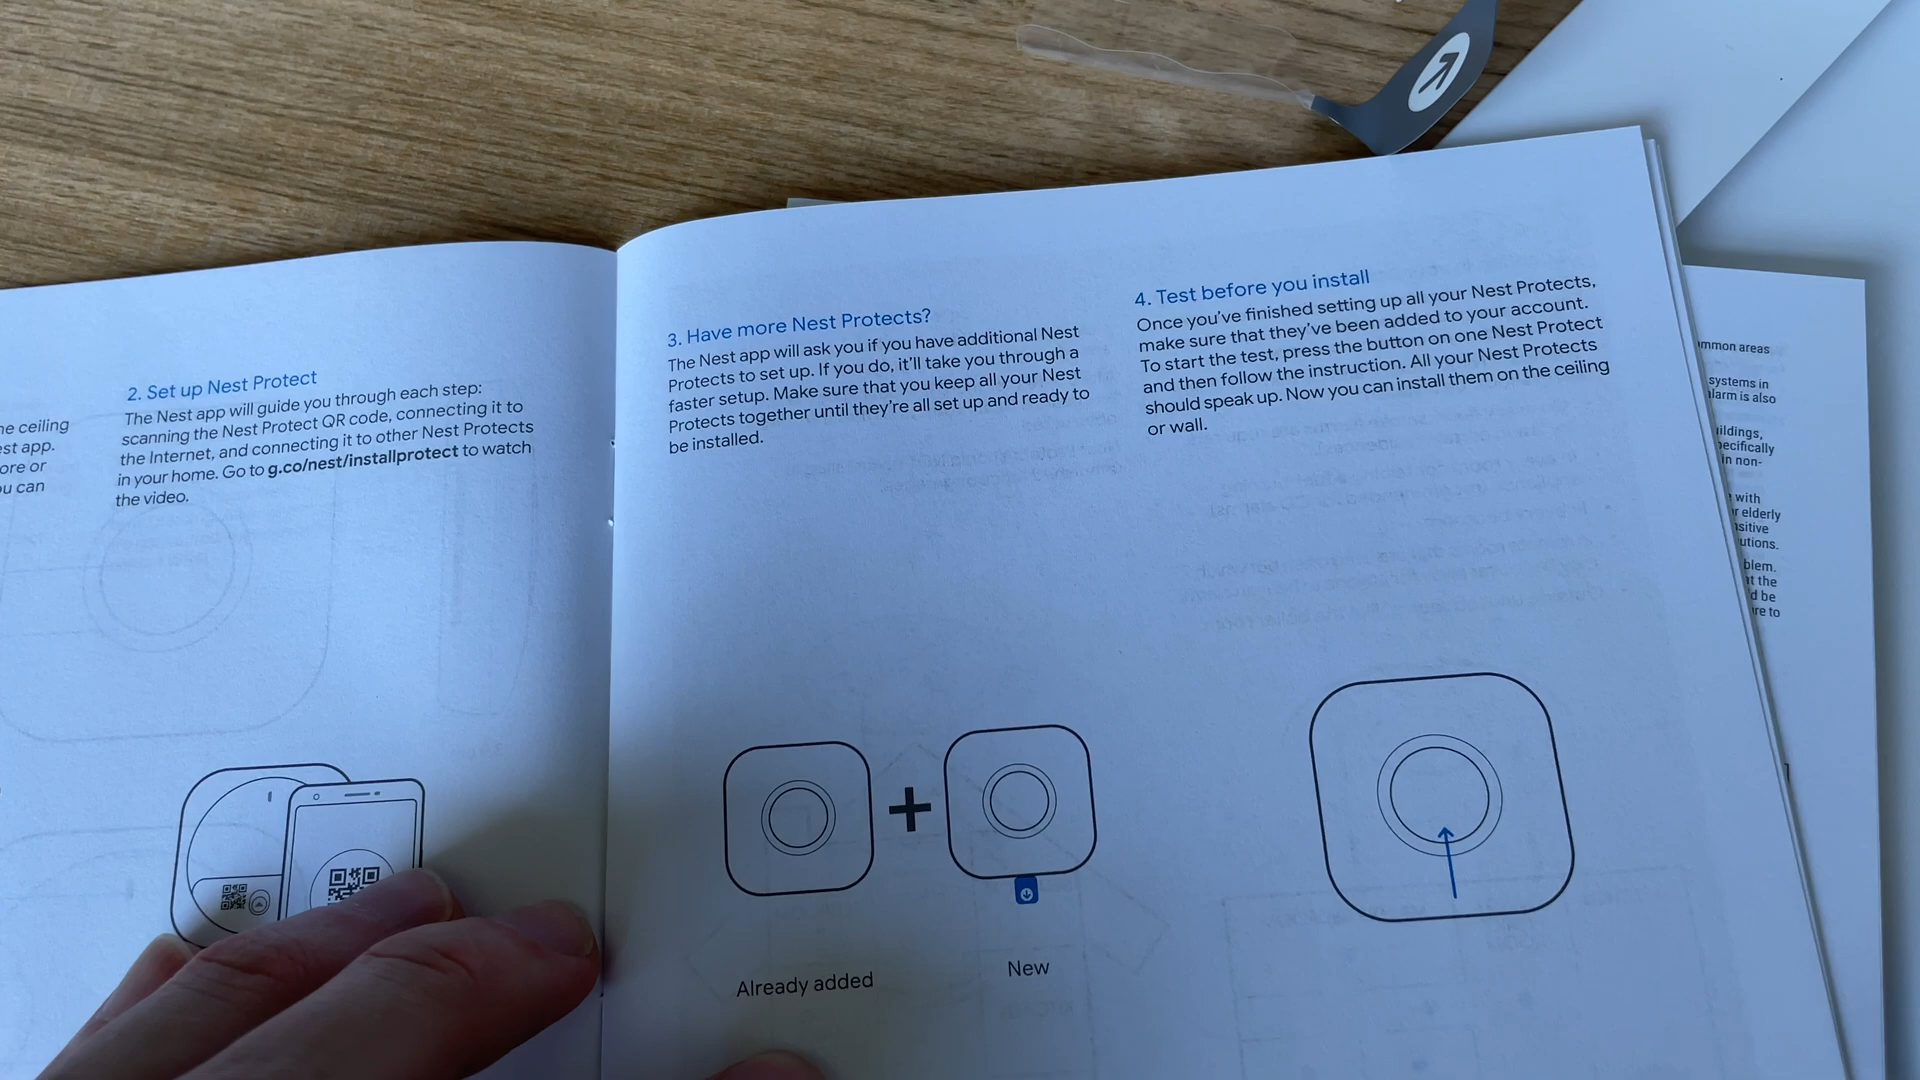 he ceiling
est app.
ore or
ou can
2. Set up Nest Protect
The Nest app will guide you through each step:
scanning the Nest Protect QR code, connecting it to
the Internet, and connecting it to other Nest Protects
in your home. Go to g.co/nest/installprotect to watch
the video.
3. Have more Nest Protects?
The Nest app will ask you if you have additional Nest
Protects to set up. If you do, it'll take you through a
faster setup. Make sure that you keep all your Nest
Protects together until they're all set up and ready to
be installed.
Already added
New
4. Test before you install
Once you've finished setting up all your Nest Protects,
make sure that they've been added to your account.
To start the test, press the button on one Nest Protect
and then follow the instruction. All your Nest Protects
should speak up. Now you can install them on the ceiling
or wall.
mmon areas
systems in
larm is also
uildings,
pecifically
in non-
with
r elderly
nsitive
utions.
blem.
t the
d be
re to